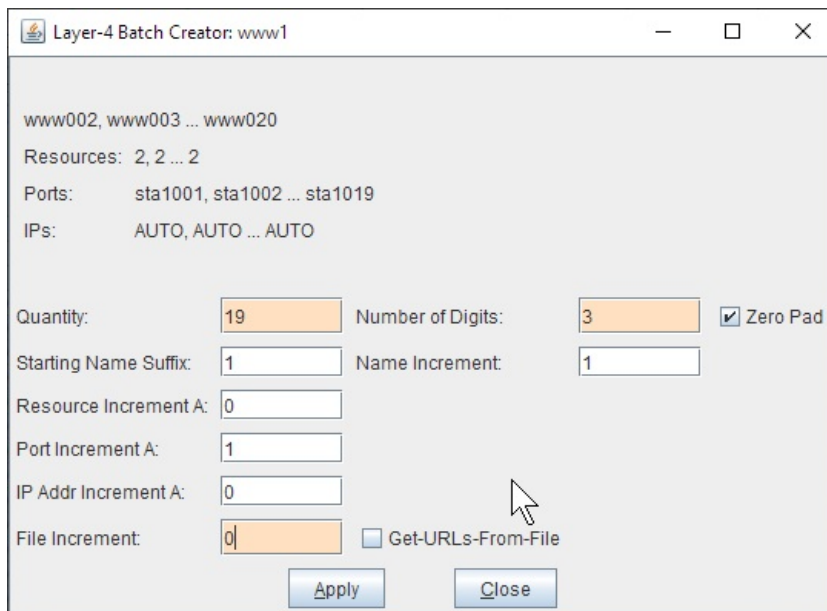 Layer-4 Batch Creator: www1
www002, www003 ... www020
Resources: 2, 2 ... 2
Ports: sta1001, sta1002 ... sta1019
IPs: AUTO, AUTO ... AUTO
Quantity: 19 Number of Digits: 3 Zero Pad
Starting Name Suffix: 1 Name Increment: 1
Resource Increment A: 0
Port Increment A: 1
IP Addr Increment A: 0
File Increment: 0 Get-URLs-From-File
Apply Close